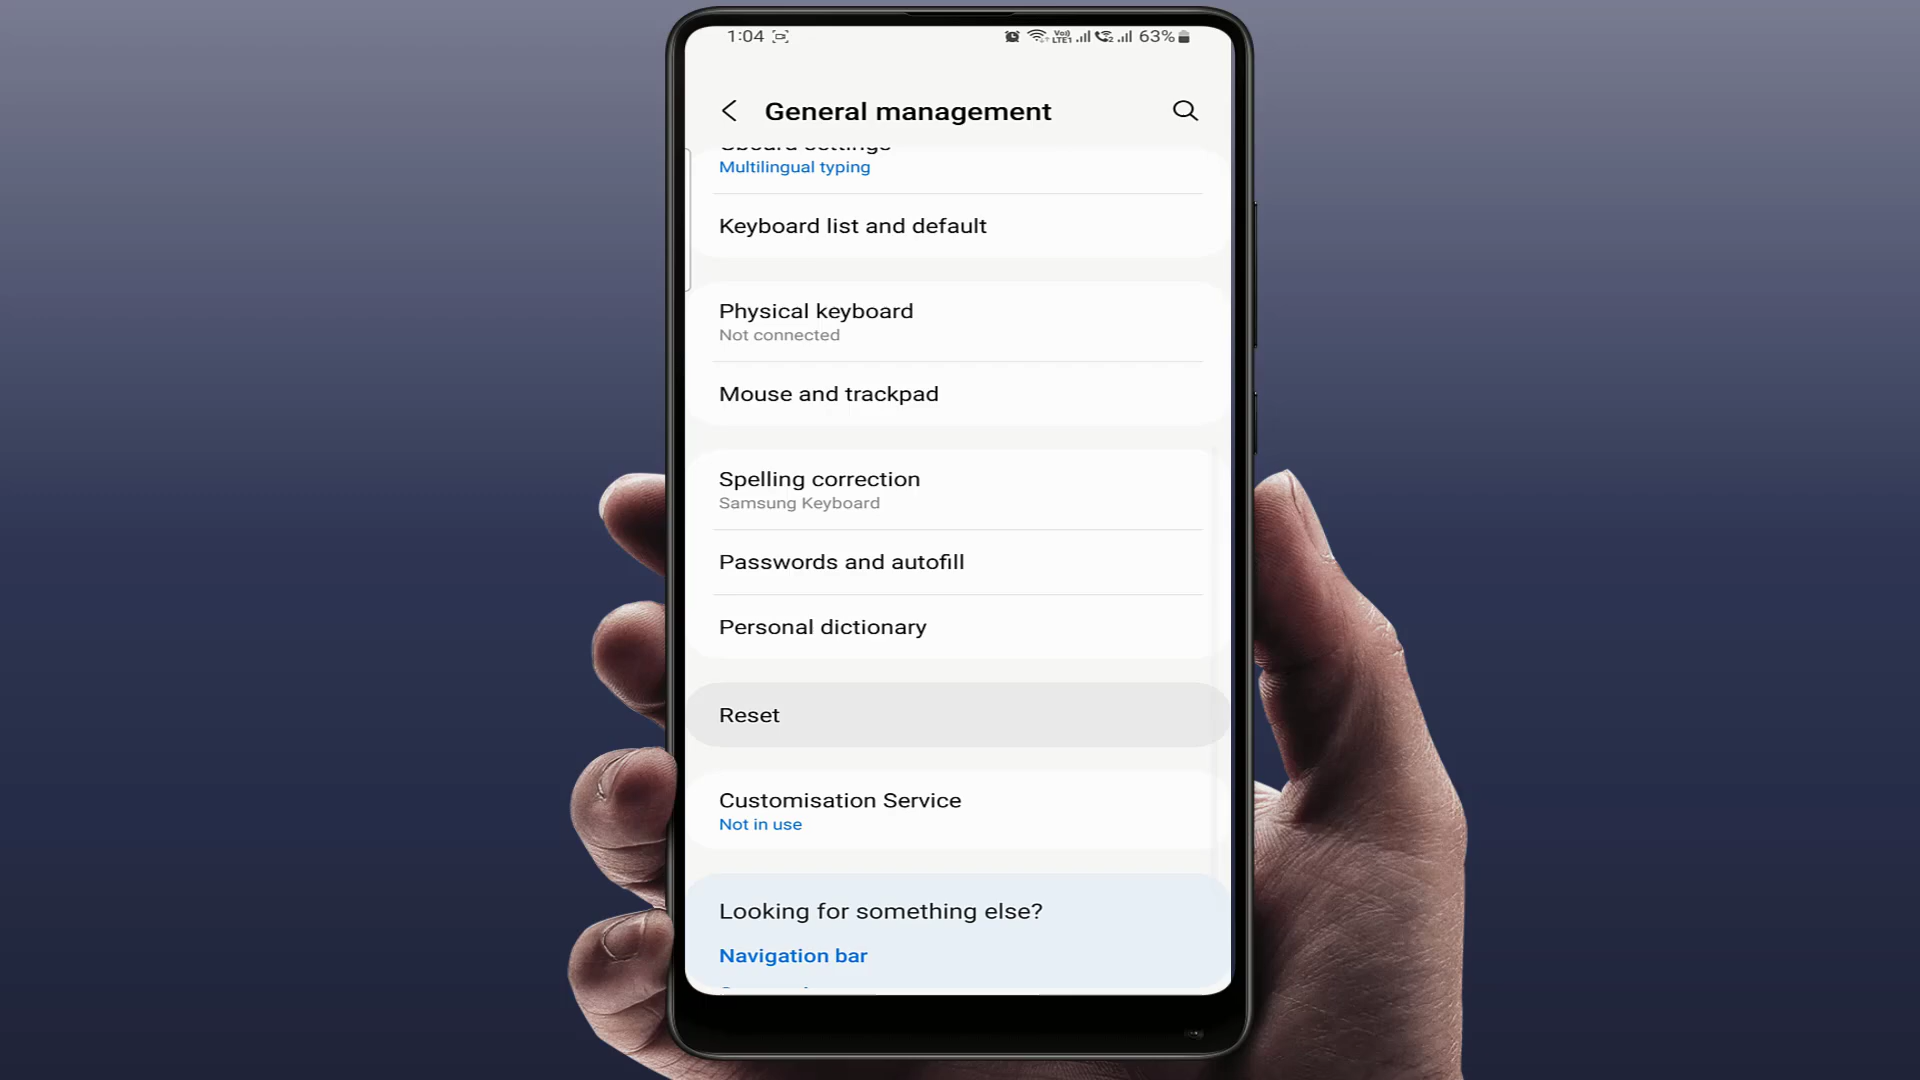 1:04
63%
General management
Multilingual typing
Keyboard list and default
Physical keyboard
Not connected
Mouse and trackpad
Spelling correction
Samsung Keyboard
Passwords and autofill
Personal dictionary
Reset
Customisation Service
Not in use
Looking for something else?
Navigation bar